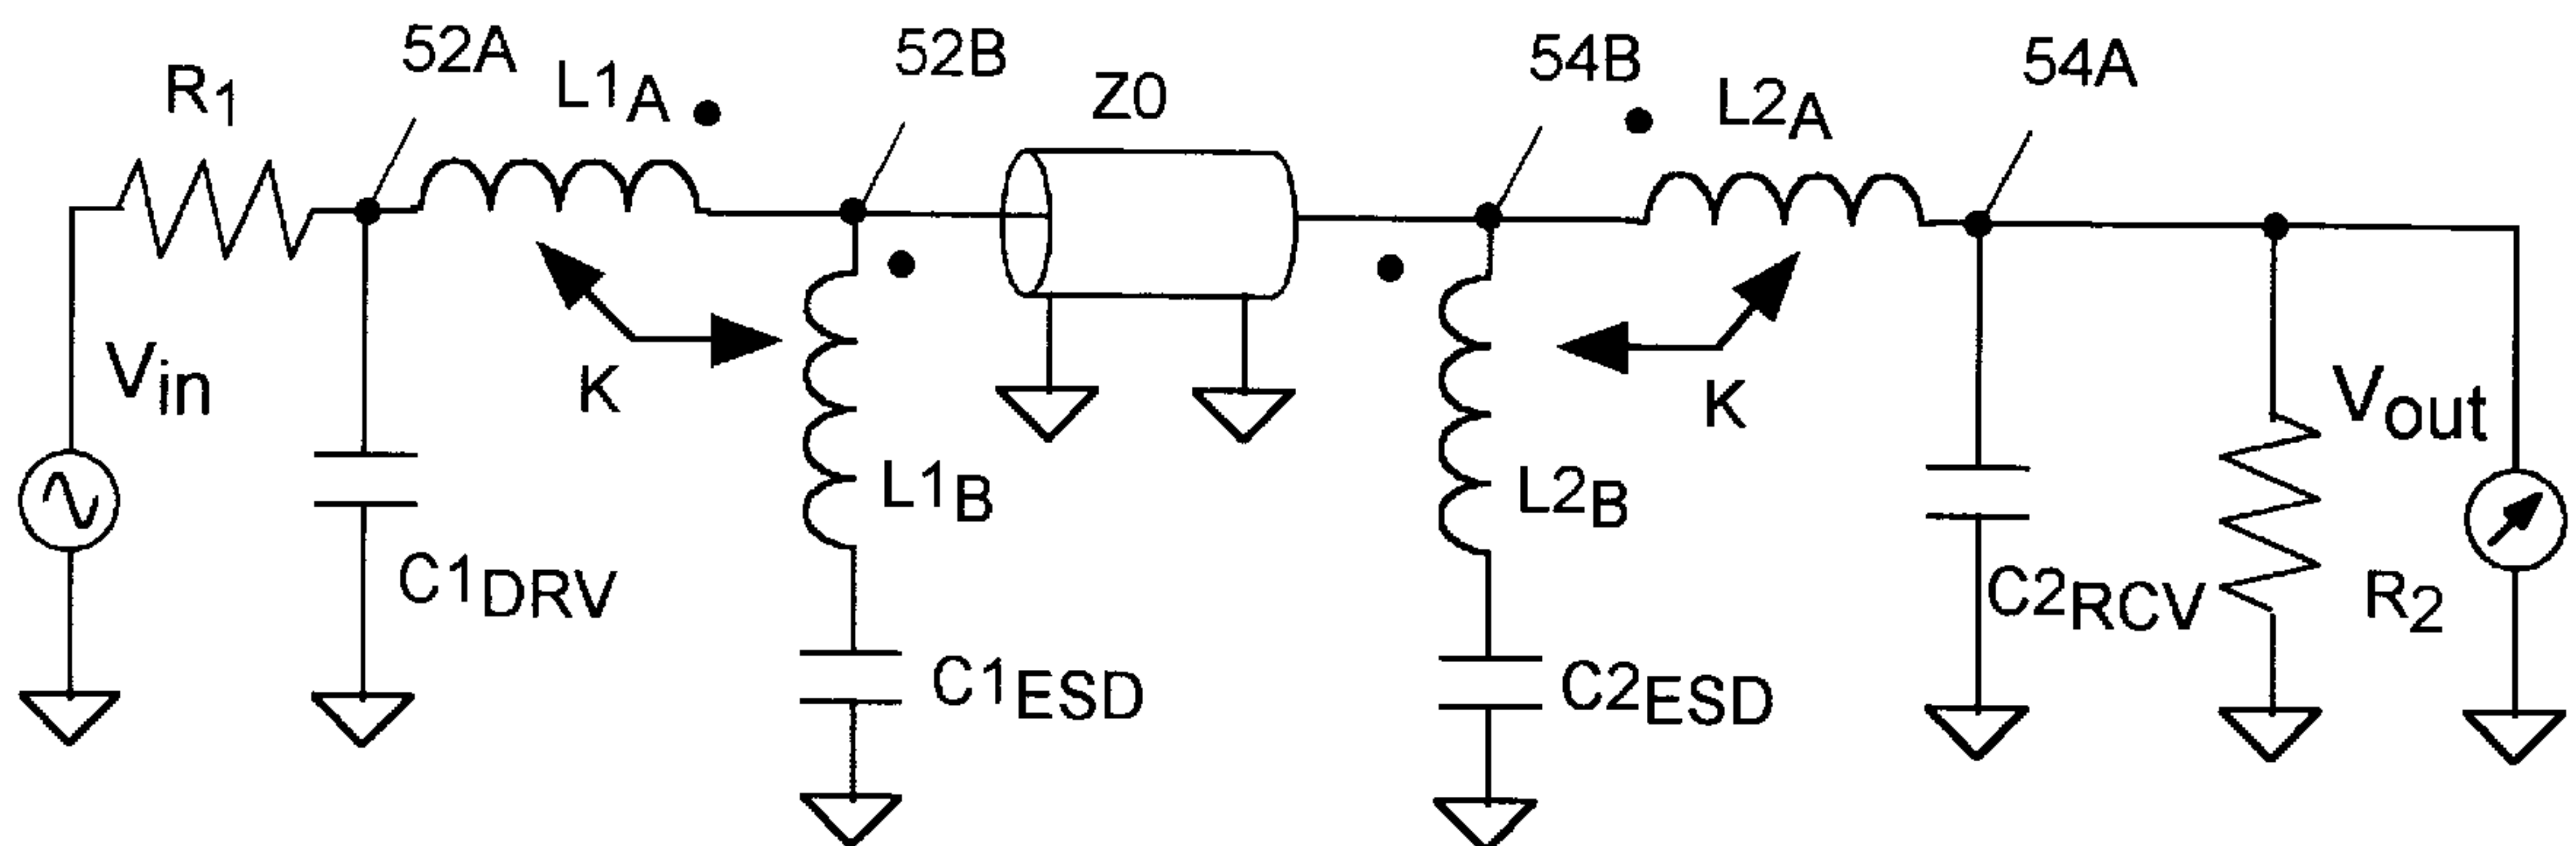 R1
52A
L1A
52B
Z0
54B
L2A
54A
Vin
K
K
Vout
L1B
L2B
C1DRV
C2RCV
R2
C1ESD
C2ESD